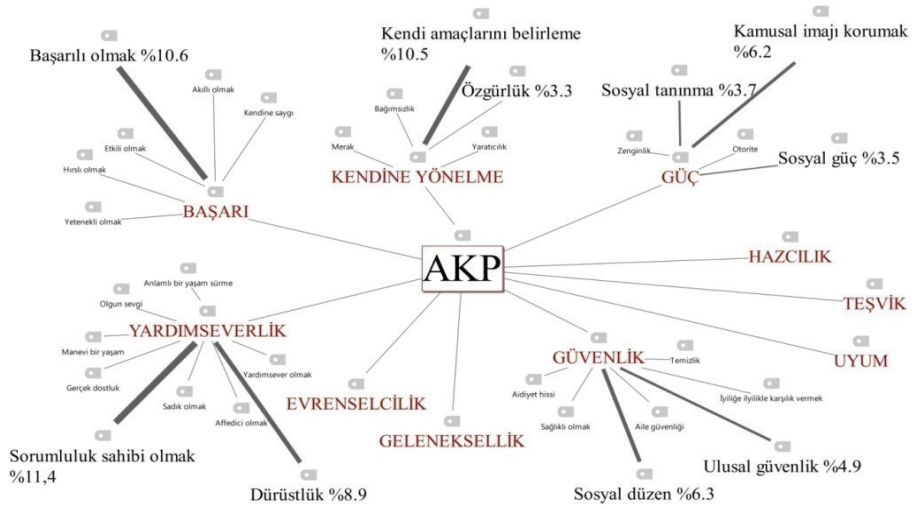 Başarılı olmak %10.6
Akıllı olmak
Kendine saygı
Etkili olmak
Hırslı olmak
Yetenekli olmak
BAŞARI
Kendi amaçlarını belirleme
%10.5
Özgürlük %3.3
Bağımsızlık
Merak
Yaratıcılık
KENDİNE YÖNELME
Kamusal imajı korumak
%6.2
Sosyal tanınma %3.7
Zenginlik
Otorite
Sosyal güç %3.5
GÜÇ
AKP
HAZCILIK
TEŞVİK
UYUM
Anlamlı bir yaşam sürme
Olgun sevgi
YARDIMSEVERLİK
Manevi bir yaşam
Gerçek dostluk
Sadık olmak
Affedici olmak
Yardımsever olmak
Sorumluluk sahibi olmak
%11,4
Dürüstlük %8.9
EVRENSELCİLİK
GELENEKSELLİK
GÜVENLİK
Temizlik
Aidiyet hissi
Sağlıklı olmak
Aile güvenliği
İyiliğe iyilikle karşılık vermek
Ulusal güvenlik %4.9
Sosyal düzen %6.3